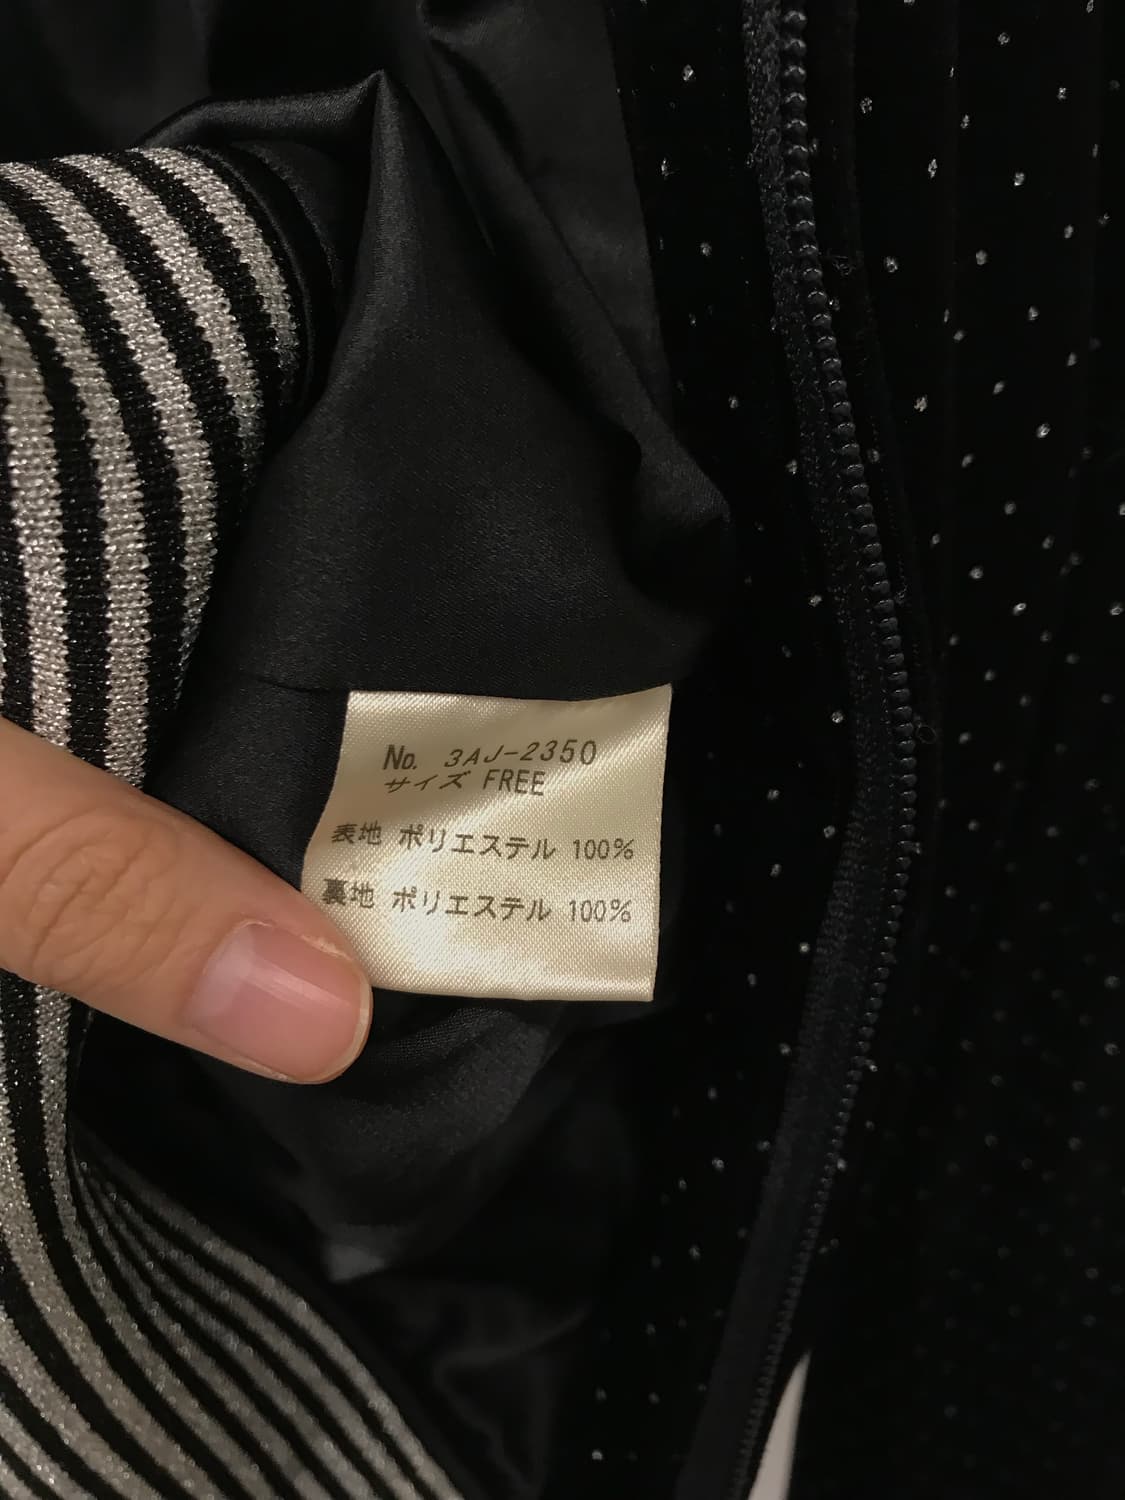 No. 3AJ-2350
サイズ FREE
表地 ポリエステル 100%
裏地 ポリエステル 100%